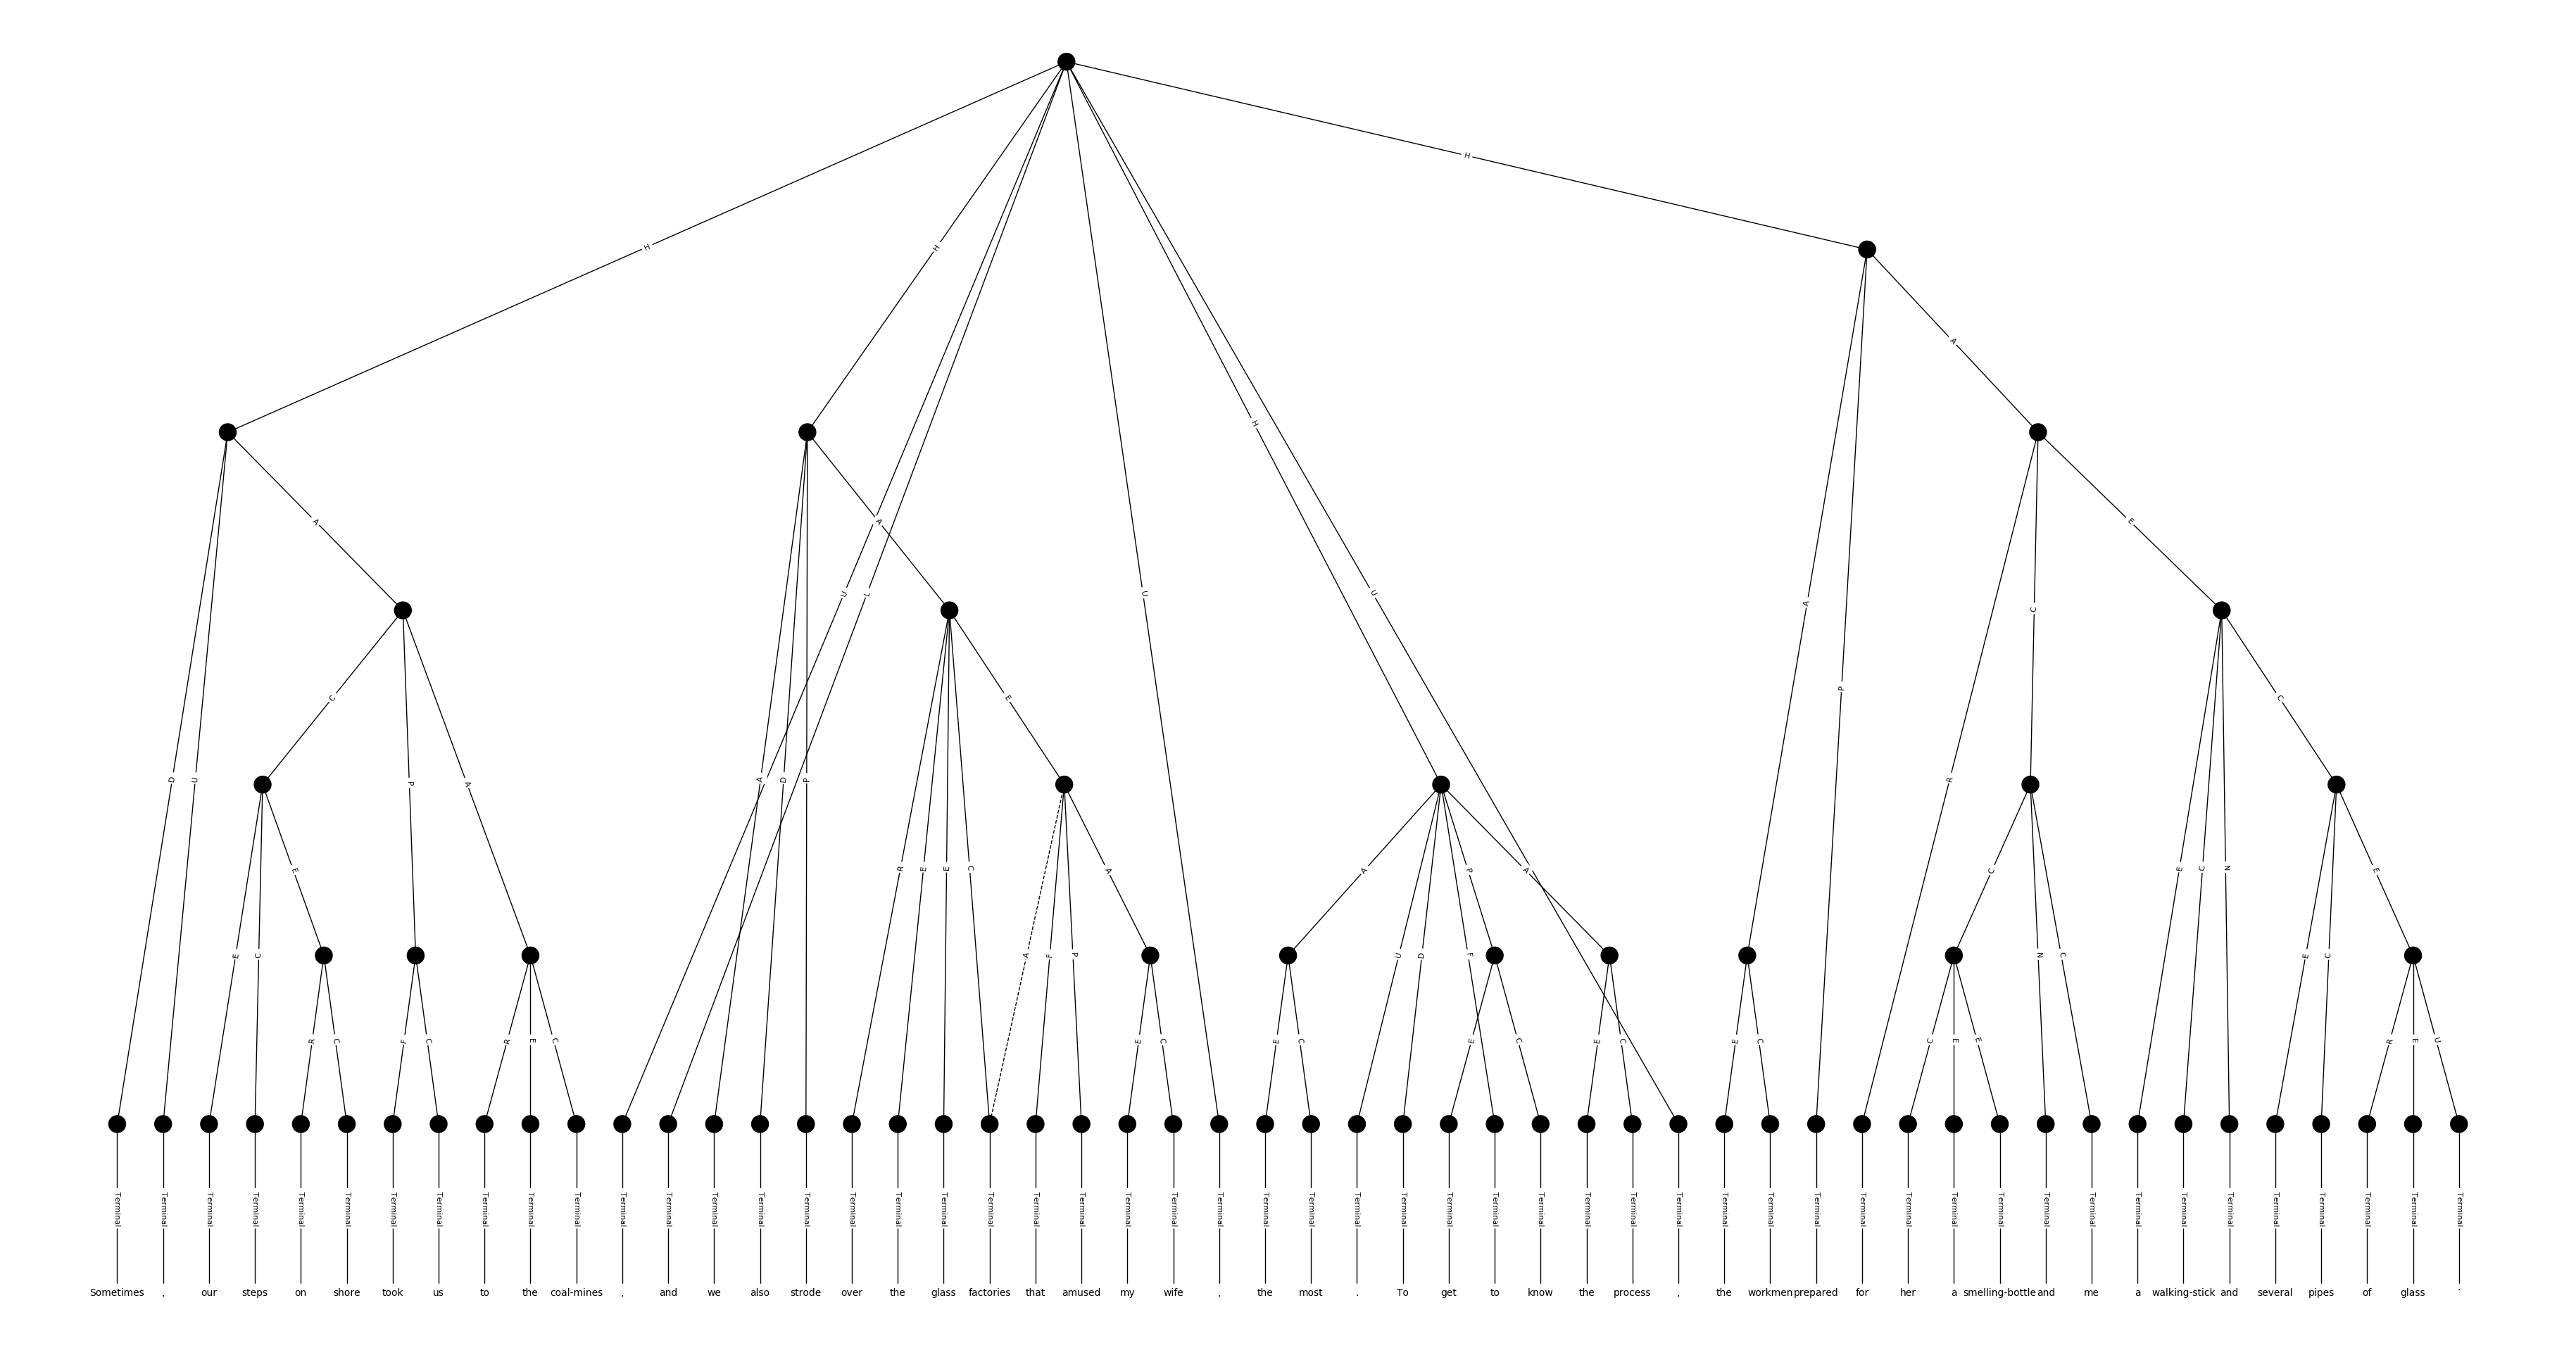 H
H H
A
A A E
U L U U
C P A E A C C
D U A D P H P R
E R E E C A P E C N
E C A F P A U D F A C N C E C
R C F C R E C E C E C E C E C E C C E E R E U
Terminal Terminal Terminal Terminal Terminal Terminal Terminal Terminal Terminal Terminal Terminal Terminal Terminal Terminal Terminal Terminal Terminal Terminal Terminal Terminal Terminal Terminal Terminal Terminal Terminal Terminal Terminal Terminal Terminal Terminal Terminal Terminal Terminal Terminal Terminal Terminal Terminal Terminal Terminal Terminal Terminal Terminal Terminal Terminal Terminal Terminal Terminal Terminal Terminal Terminal Terminal Terminal
Sometimes , our steps on shore took us to the coal-mines , and we also strode over the glass factories that amused my wife , the most . To get to know the process , the workmen prepared for her a smelling-bottle and me a walking-stick and several pipes of glass .